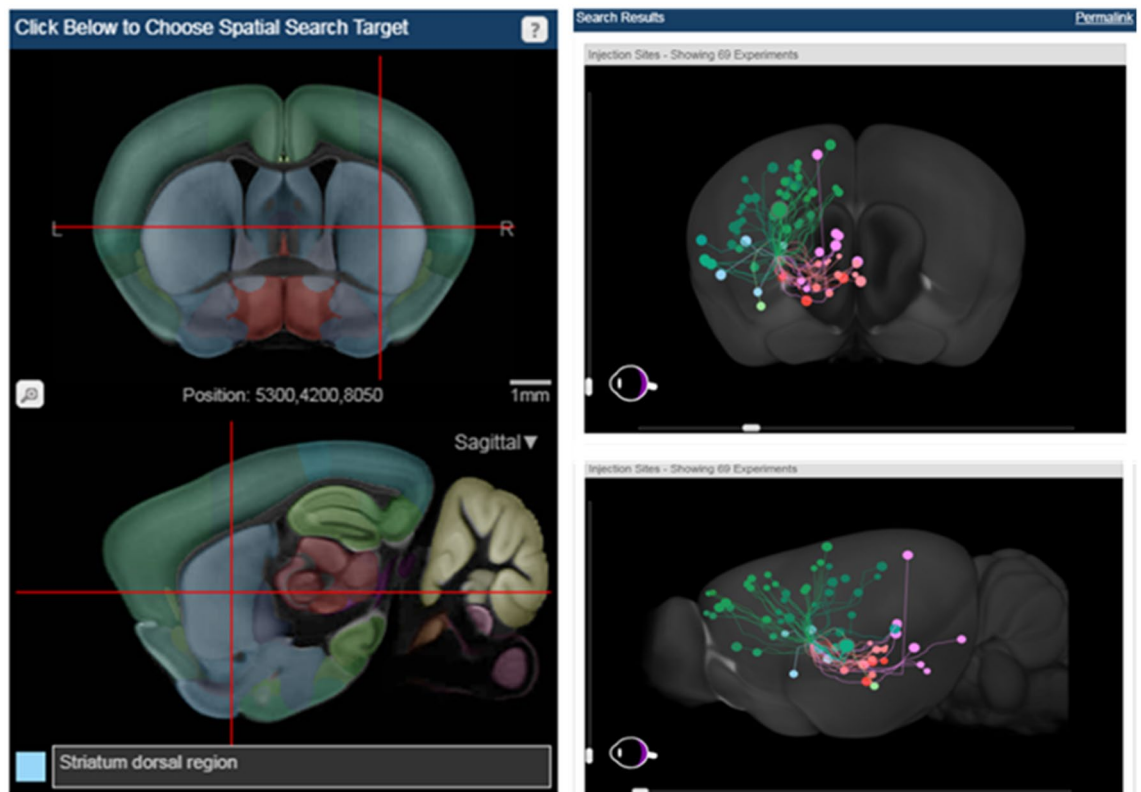 Click Below to Choose Spatial Search Target
?
L
R
Position: 5300,4200,8050
1mm
Sagittal▼
Striatum dorsal region
Search Results
Permalink
Injection Sites - Showing 69 Experiments
Injection Sites - Showing 69 Experiments